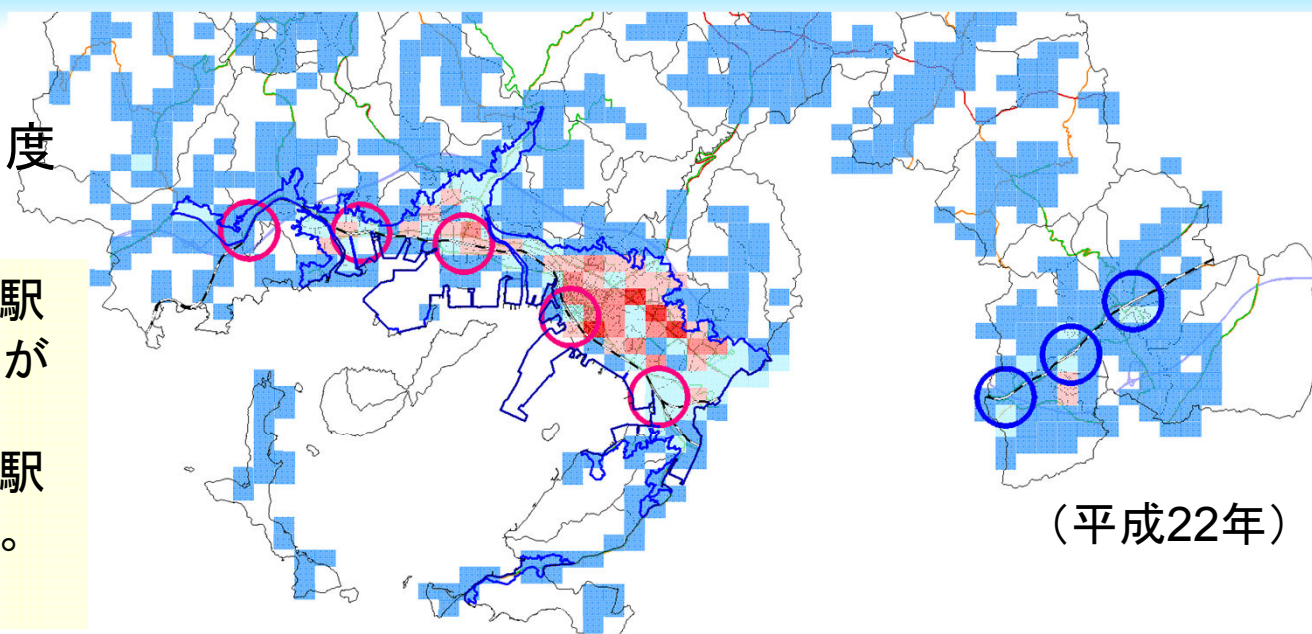 度
駅
が
駅
。
（平成22年）